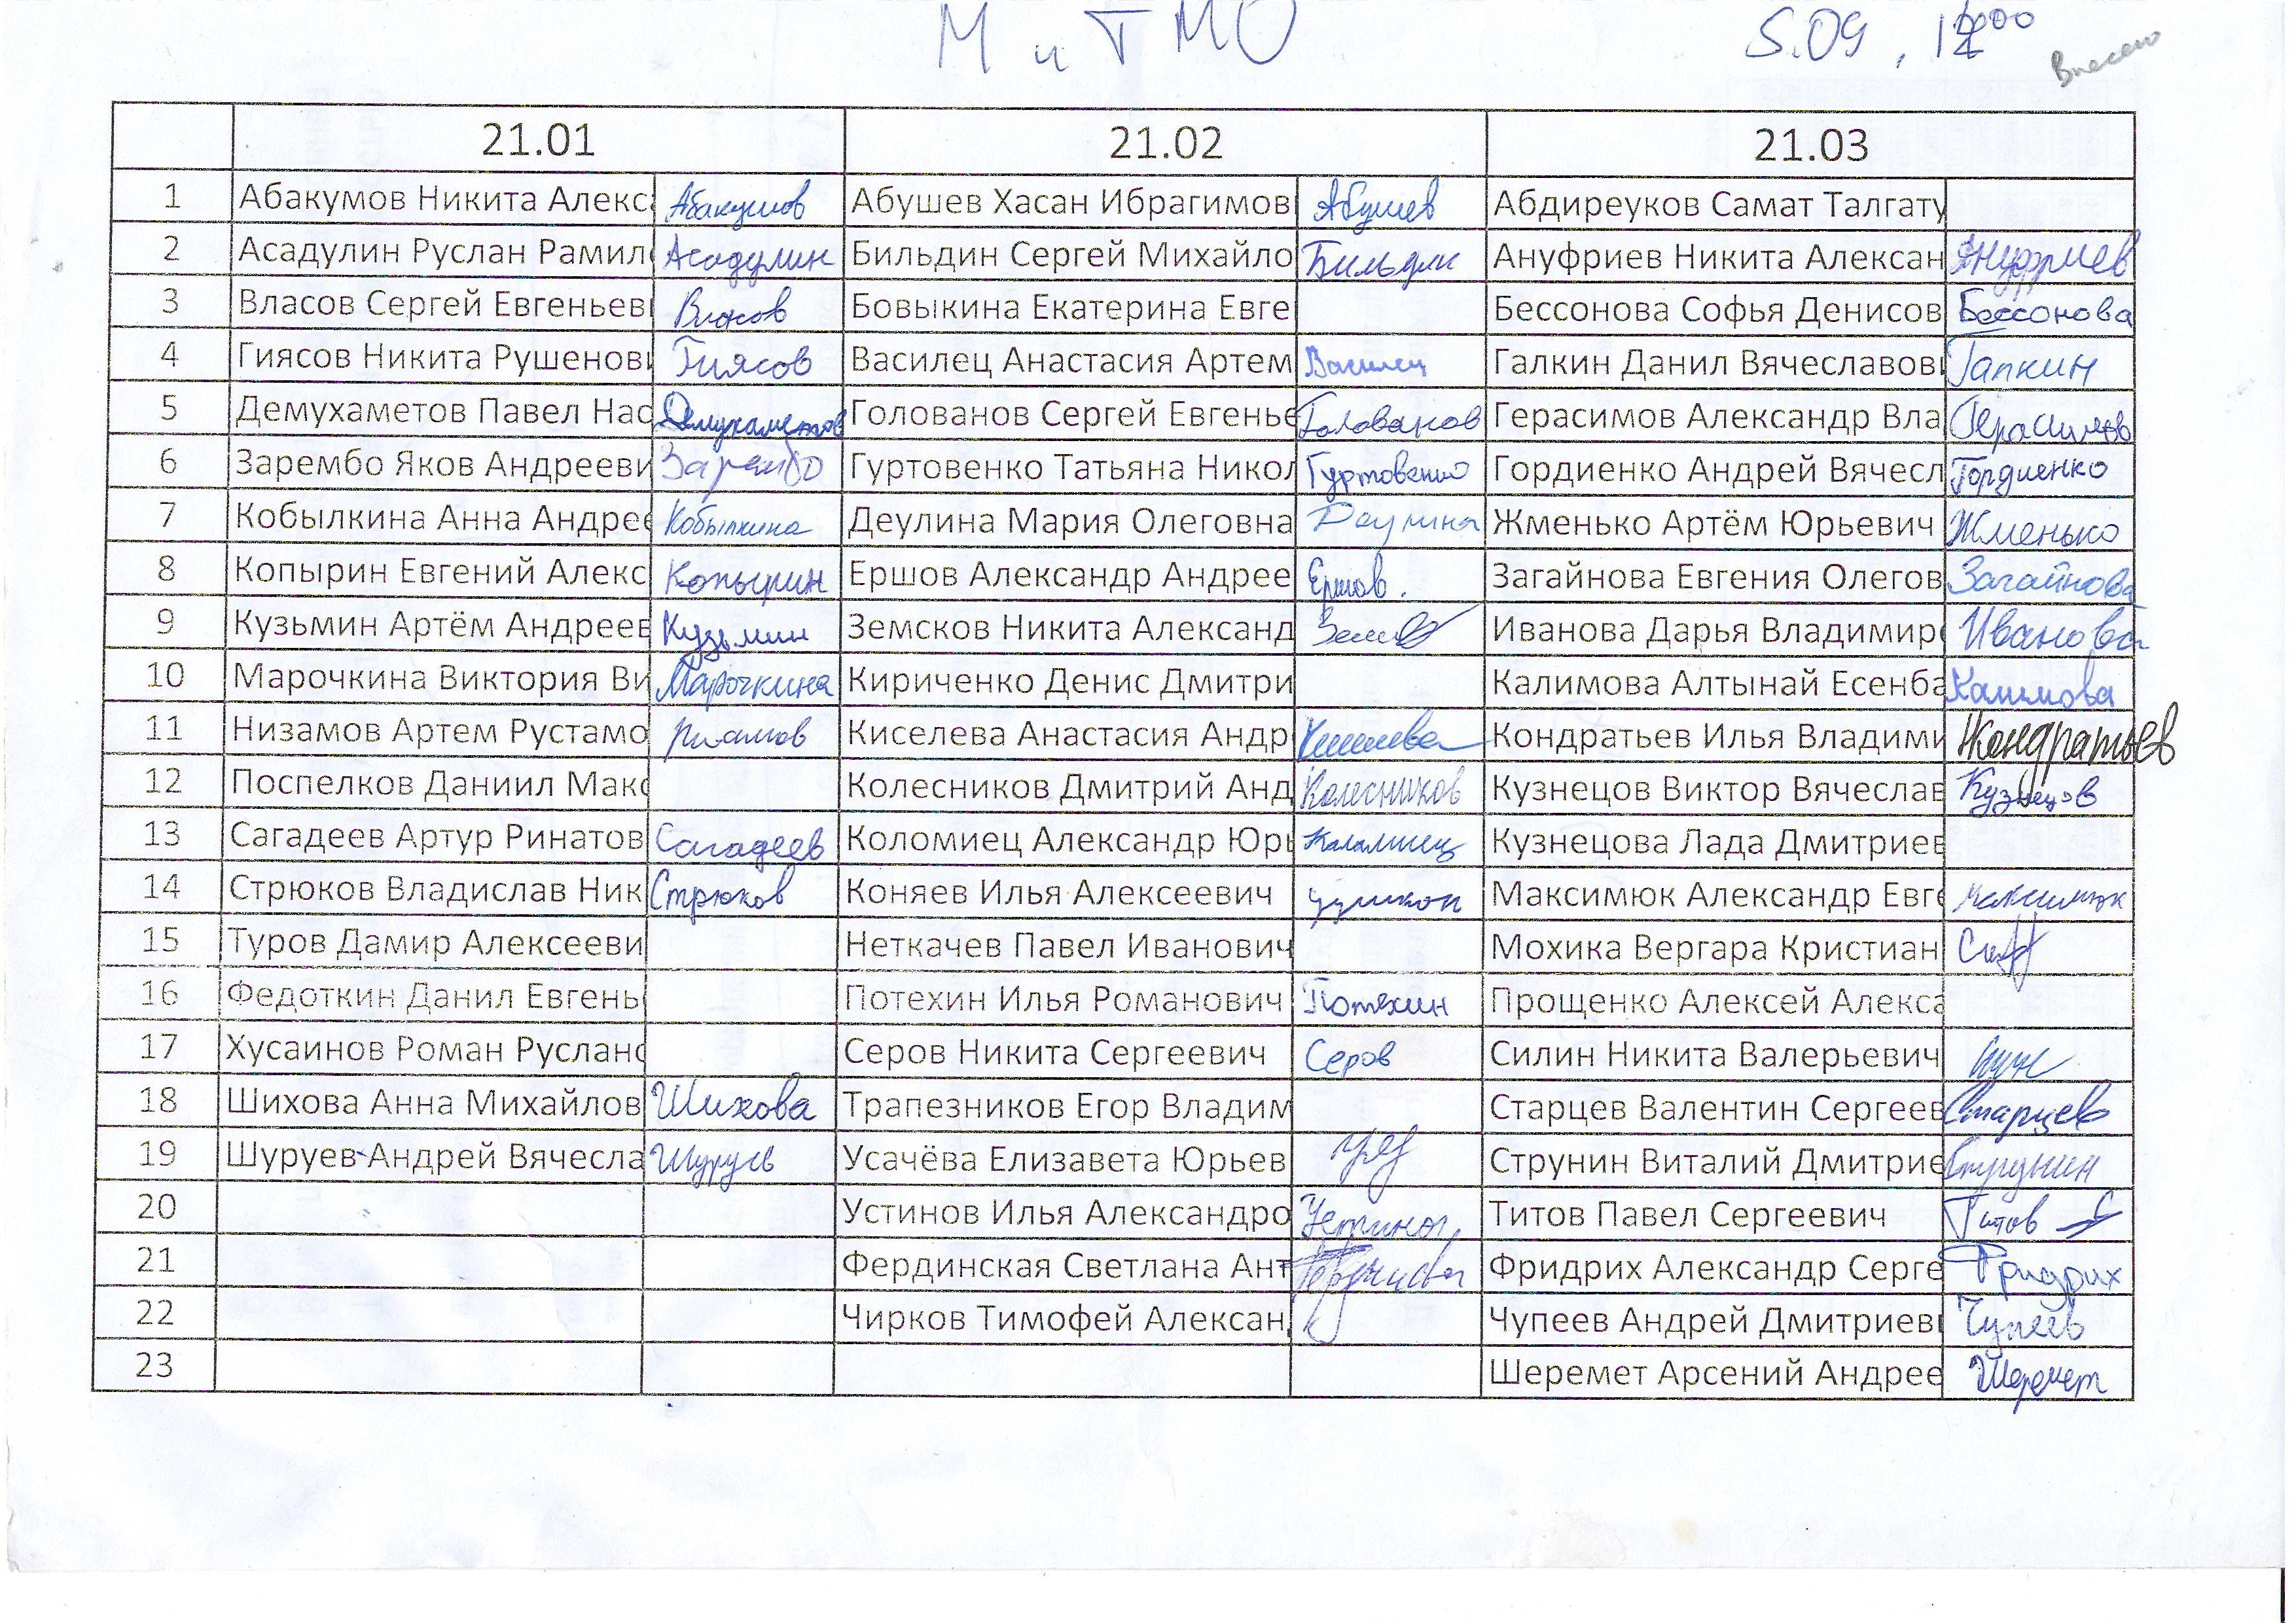 М и ТМО 5.09, 12 00
Внесено
21.01 21.02 21.03
1 Абакумов Никита Алекс Абакумов Абушев Хасан Ибрагимов Абушев Абдиреуков Самат Талгату
2 Асадулин Руслан Рамил Асадулин Бильдин Сергей Михайло Бильдин Ануфриев Никита Алексан Ануфриев
3 Власов Сергей Евгеньев Власов Бовыкина Екатерина Евге Бессонова Софья Денисов Бессонова
4 Гиясов Никита Рушенов Гиясов Василец Анастасия Артем Василец Галкин Данил Вячеславов Галкин
5 Демухаметов Павел Нас Демухаметов Голованов Сергей Евгенье Голованов Герасимов Александр Вла Герасимов
6 Зарембо Яков Андрееви Зарембо Гуртовенко Татьяна Никол Гуртовенко Гордиенко Андрей Вячесл Гордиенко
7 Кобылкина Анна Андрее Кобылкина Деулина Мария Олеговна Деулина Жменько Артём Юрьевич Жменько
8 Копырин Евгений Алекс Копырин Ершов Александр Андрее Ершов. Загайнова Евгения Олегов Загайнова
9 Кузьмин Артём Андреев Кузьмин Земсков Никита Александ Иванова Дарья Владимир Иванова
10 Марочкина Виктория Ви Марочкина Кириченко Денис Дмитри Калимова Алтынай Есенба Калимова
11 Низамов Артем Рустамо Низамов Киселева Анастасия Андр Киселева Кондратьев Илья Владими Кондратьев
12 Поспелков Даниил Мак Колесников Дмитрий Анд Колесников Кузнецов Виктор Вячеслав Кузнецов
13 Сагадеев Артур Ринатов Сагадеев Коломиец Александр Юр Коломиец Кузнецова Лада Дмитриев
14 Стрюков Владислав Ник Стрюков Коняев Илья Алексеевич Максимюк Александр Евг Максимюк
15 Туров Дамир Алексееви Неткачев Павел Иванович Мохика Вергара Кристиан
16 Федоткин Данил Евгень Потехин Илья Романович Потехин Прощенко Алексей Алекса
17 Хусаинов Роман Руслан Серов Никита Сергеевич Серов Силин Никита Валерьевич
18 Шихова Анна Михайлов Шихова Трапезников Егор Владим Старцев Валентин Сергеев Старцев
19 Шуруев Андрей Вячесла Шуруев Усачёва Елизавета Юрьев Струнин Виталий Дмитрие Струнин
20 Устинов Илья Александро Устинов Титов Павел Сергеевич Титов
21 Фердинская Светлана Ант Фридрих Александр Серге Фридрих
22 Чирков Тимофей Алексан Чупеев Андрей Дмитриев Чупеев
23 Шеремет Арсений Андрее Шеремет